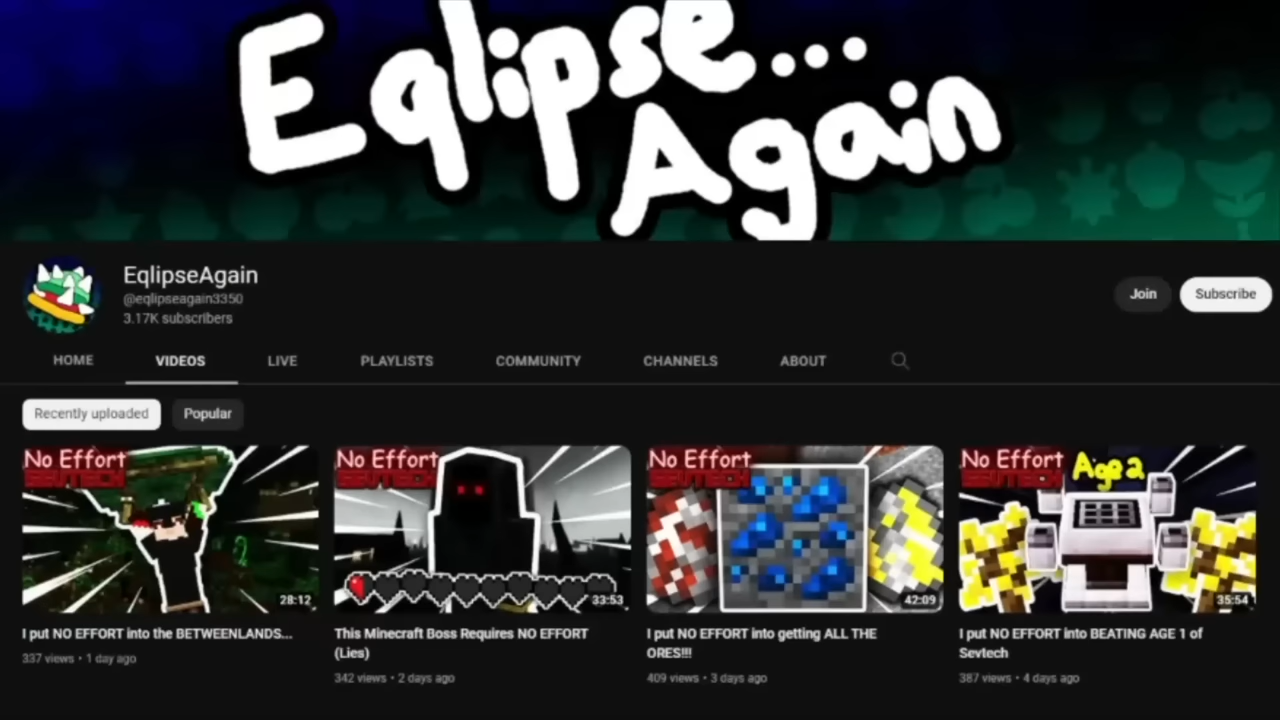 Eqlipse...
Again
EqlipseAgain
@eqlipseagain3350
3.17K subscribers
Join
Subscribe
HOME
VIDEOS
LIVE
PLAYLISTS
COMMUNITY
CHANNELS
ABOUT
Recently uploaded
Popular
No Effort
SEVTECH
28:12
No Effort
SEVTECH
33:53
No Effort
SEVTECH
42:09
No Effort
SEVTECH
Age 2
35:54
I put NO EFFORT into the BETWEENLANDS...
337 views • 1 day ago
This Minecraft Boss Requires NO EFFORT
(Lies)
342 views • 2 days ago
I put NO EFFORT into getting ALL THE
ORES!!!
409 views • 3 days ago
I put NO EFFORT into BEATING AGE 1 of
Sevtech
387 views • 4 days ago